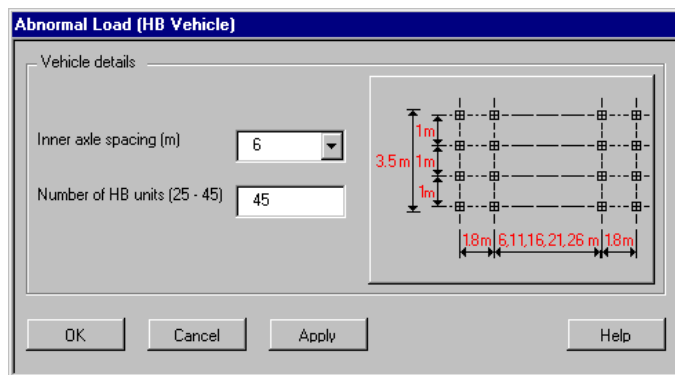 Abnormal Load (HB Vehicle)
Vehicle details
Inner axle spacing (m) 6
Number of HB units (25 - 45) 45
1m
3.5 m 1m
1m
1.8m 6,11,16,21,26 m 1.8m
OK Cancel Apply Help